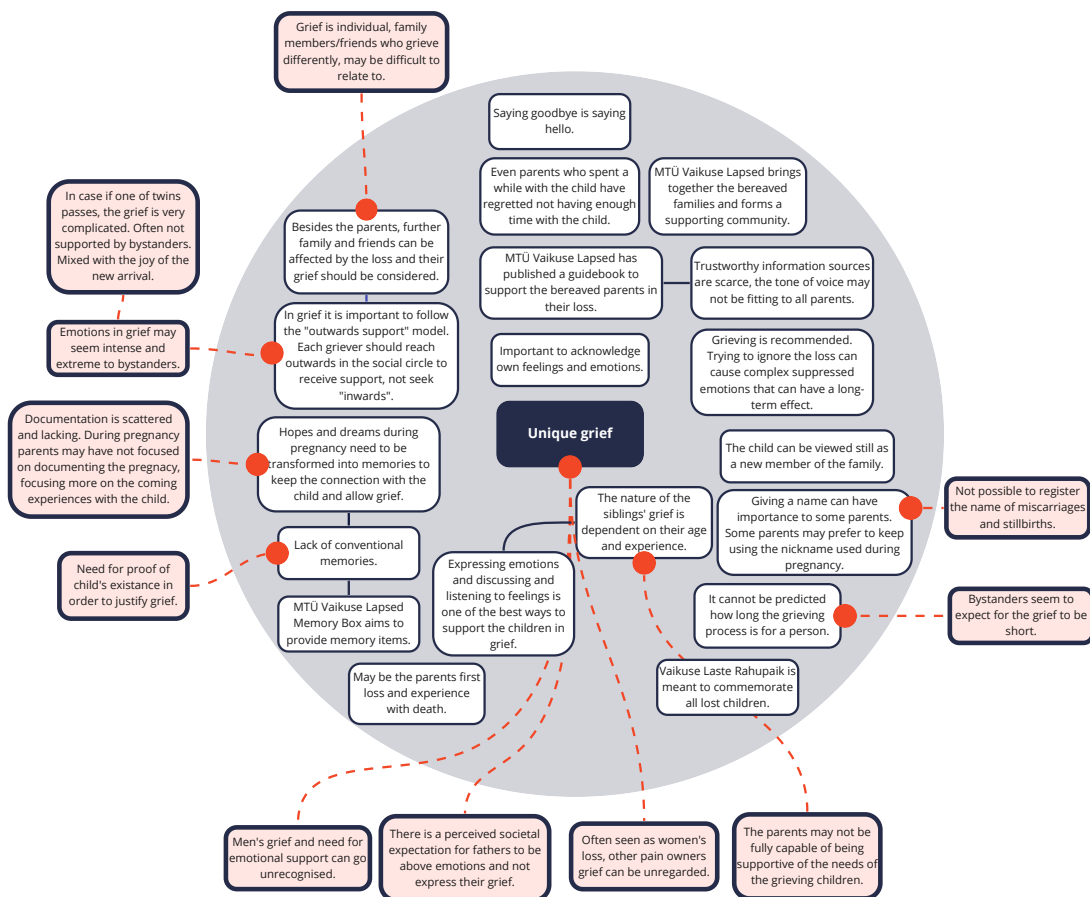 Grief is individual, family
members/friends who grieve
differently, may be difficult to
relate to.
Saying goodbye is saying
hello.
Even parents who spent a
while with the child have
regretted not having enough
time with the child.
MTÜ Vaikuse Lapsed brings
together the bereaved
families and forms a
supporting community.
In case if one of twins
passes, the grief is very
complicated. Often not
supported by bystanders.
Mixed with the joy of the
new arrival.
Besides the parents, further
family and friends can be
affected by the loss and their
grief should be considered.
MTÜ Vaikuse Lapsed has
published a guidebook to
support the bereaved parents in
their loss.
Trustworthy information sources
are scarce, the tone of voice may
not be fitting to all parents.
Emotions in grief may
seem intense and
extreme to bystanders.
In grief it is important to follow
the "outwards support" model.
Each griever should reach
outwards in the social circle to
receive support, not seek
"inwards".
Important to acknowledge
own feelings and emotions.
Grieving is recommended.
Trying to ignore the loss can
cause complex suppressed
emotions that can have a long-
term effect.
Documentation is scattered
and lacking. During pregnancy
parents may have not focused
on documenting the pregnacy,
focusing more on the coming
experiences with the child.
Hopes and dreams during
pregnancy need to be
transformed into memories to
keep the connection with the
child and allow grief.
Unique grief
The child can be viewed still as
a new member of the family.
The nature of the
siblings' grief is
dependent on their age
and experience.
Giving a name can have
importance to some parents.
Some parents may prefer to keep
using the nickname used during
pregnancy.
Not possible to register
the name of miscarriages
and stillbirths.
Need for proof of
child's existance in
order to justify grief.
Lack of conventional
memories.
Expressing emotions
and discussing and
listening to feelings is
one of the best ways to
support the children in
grief.
It cannot be predicted
how long the grieving
process is for a person.
Bystanders seem to
expect for the grief to be
short.
MTÜ Vaikuse Lapsed
Memory Box aims to
provide memory items.
May be the parents first
loss and experience
with death.
Vaikuse Laste Rahupaik is
meant to commemorate
all lost children.
Men's grief and need for
emotional support can go
unrecognised.
There is a perceived societal
expectation for fathers to be
above emotions and not
express their grief.
Often seen as women's
loss, other pain owners
grief can be unregarded.
The parents may not be
fully capable of being
supportive of the needs of
the grieving children.